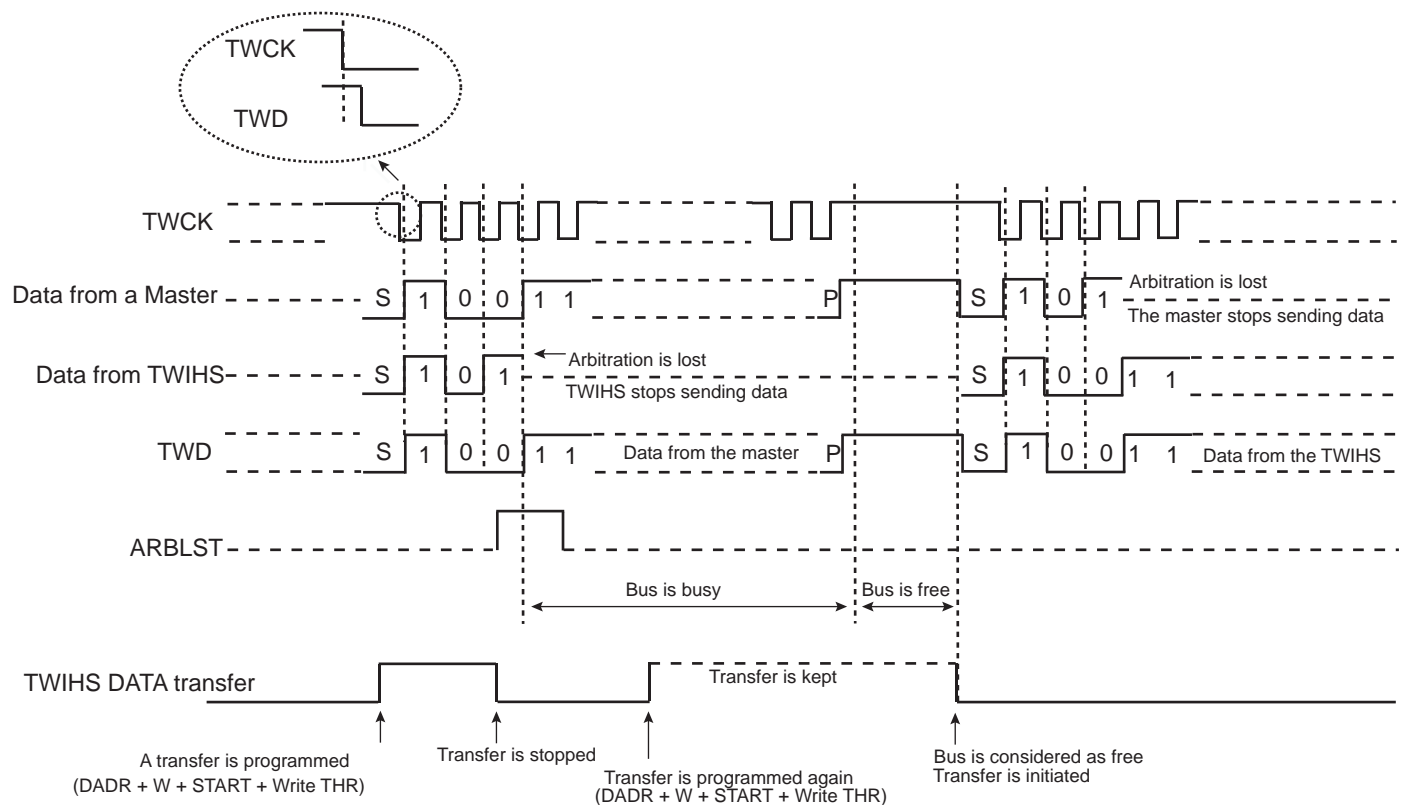 TWCK
TWD
TWCK
Data from a Master
S 1 0 0 1 1
P
S 1 0 1
Arbitration is lost
The master stops sending data
Data from TWIHS
S 1 0 1
Arbitration is lost
TWIHS stops sending data
S 1 0 0 1 1
TWD
S 1 0 0 1 1
Data from the master
P
S 1 0 0 1 1
Data from the TWIHS
ARBLST
Bus is busy
Bus is free
TWIHS DATA transfer
Transfer is kept
A transfer is programmed
(DADR + W + START + Write THR)
Transfer is stopped
Transfer is programmed again
(DADR + W + START + Write THR)
Bus is considered as free
Transfer is initiated